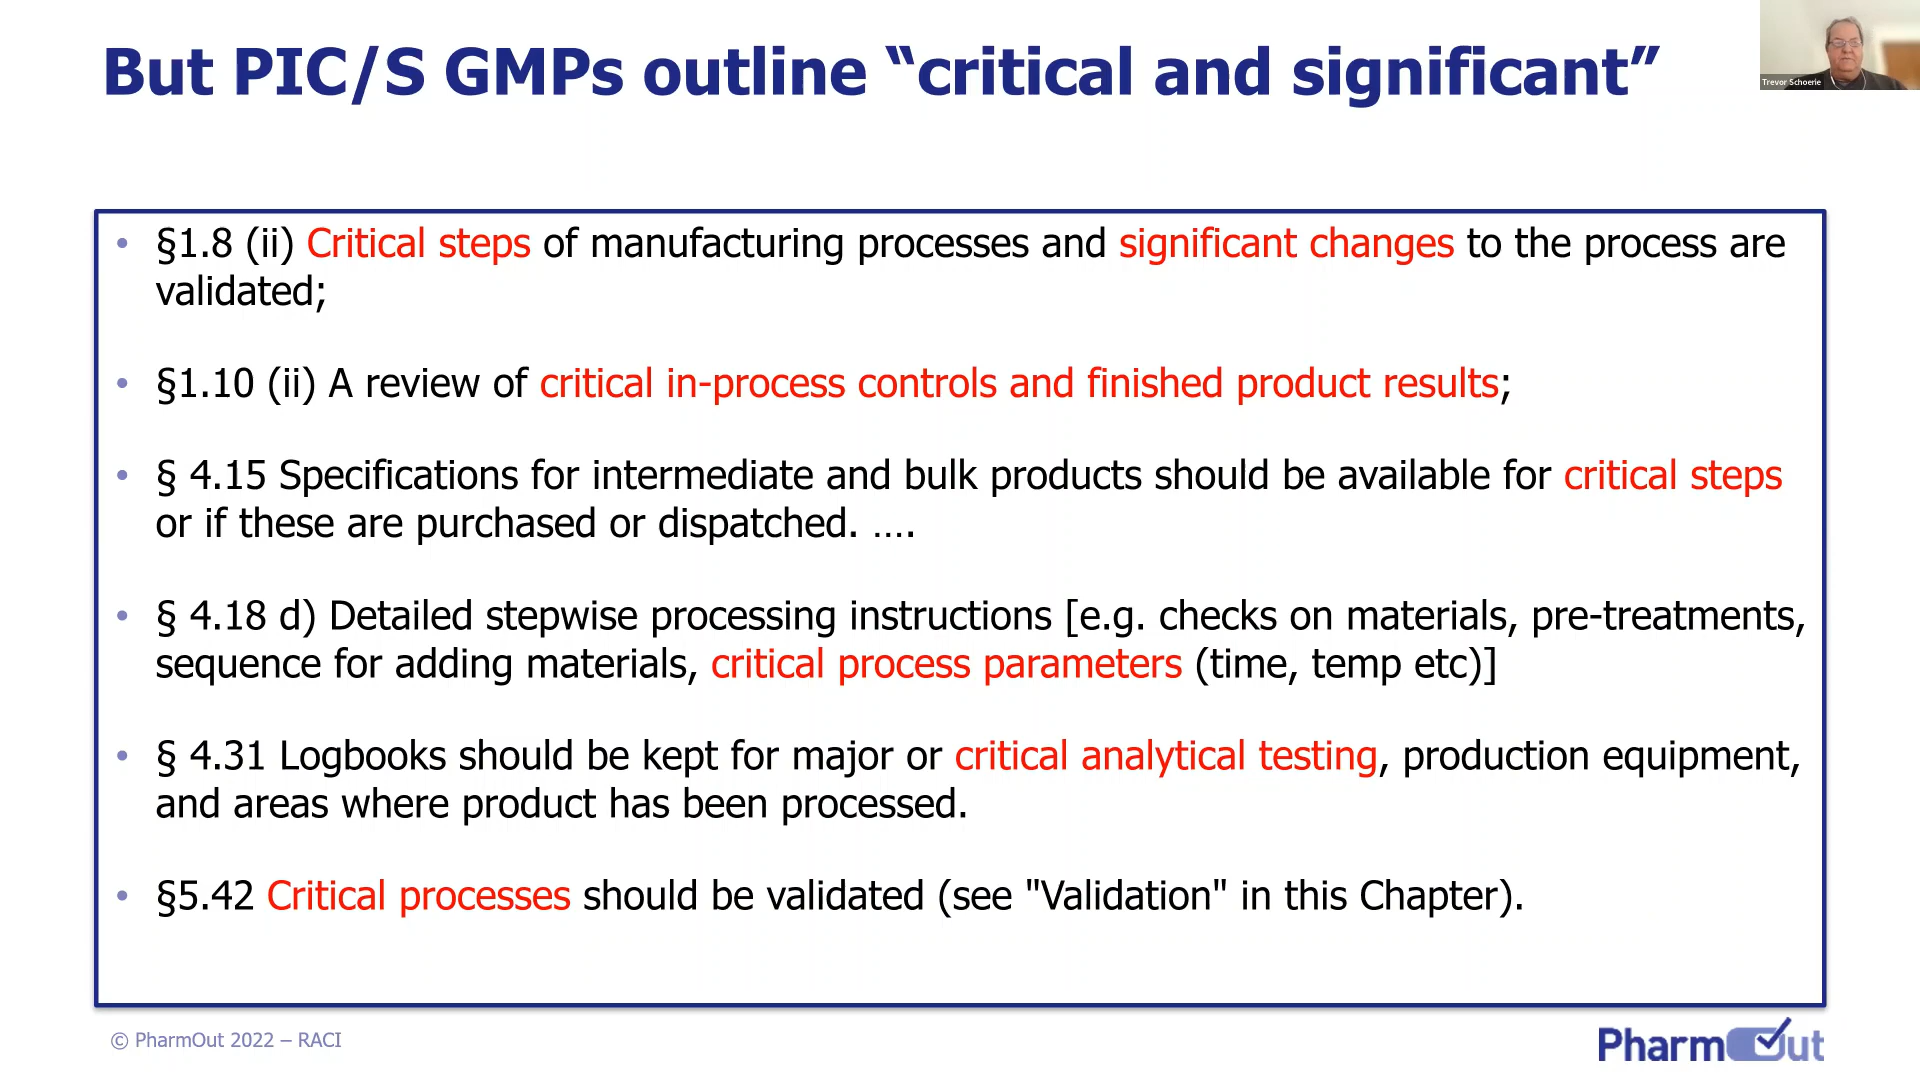 But PIC/S GMPs outline “critical and significant”
Trevor Schoerie
• §1.8 (ii) Critical steps of manufacturing processes and significant changes to the process are
validated;
• §1.10 (ii) A review of critical in-process controls and finished product results;
• § 4.15 Specifications for intermediate and bulk products should be available for critical steps
or if these are purchased or dispatched. ….
• § 4.18 d) Detailed stepwise processing instructions [e.g. checks on materials, pre-treatments,
sequence for adding materials, critical process parameters (time, temp etc)]
• § 4.31 Logbooks should be kept for major or critical analytical testing, production equipment,
and areas where product has been processed.
• §5.42 Critical processes should be validated (see "Validation" in this Chapter).
© PharmOut 2022 – RACI
PharmOut